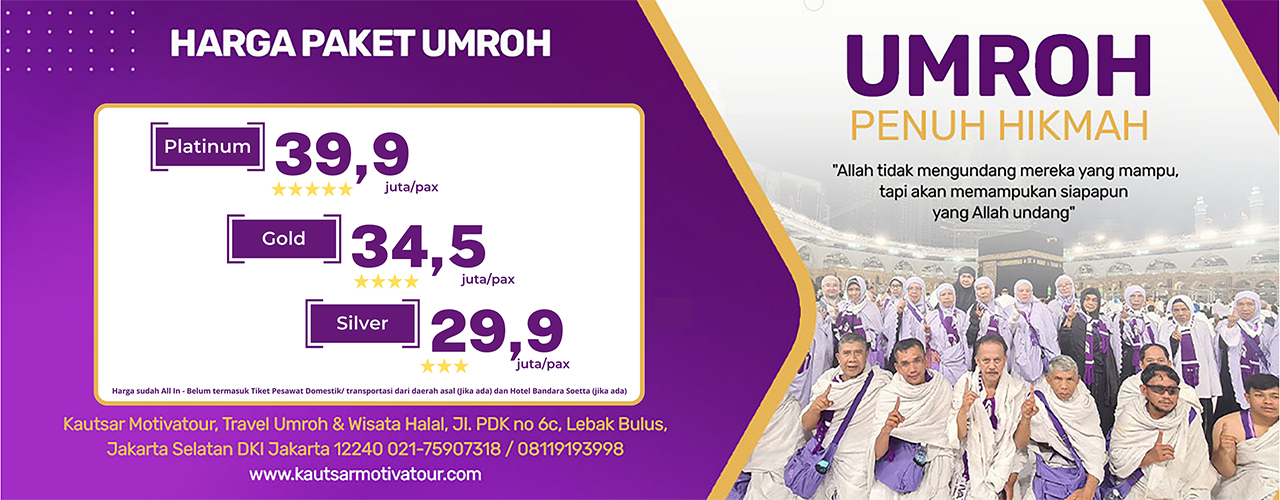 HARGA PAKET UMROH
Platinum
39,9
juta/pax
Gold
34,5
juta/pax
Silver
29,9
juta/pax
Harga sudah All In - Belum termasuk Tiket Pesawat Domestik/ transportasi dari daerah asal (Jika ada) dan Hotel Bandara Soetta (jika ada)
Kautsar Motivatour, Travel Umroh & Wisata Halal, Jl. PDK no 6c, Lebak Bulus,
Jakarta Selatan DKI Jakarta 12240 021-75907318 / 08119193998
www.kautsarmotivatour.com
UMROH
PENUH HIKMAH
"Allah tidak mengundang mereka yang mampu,
tapi akan memampukan siapapun
yang Allah undang"